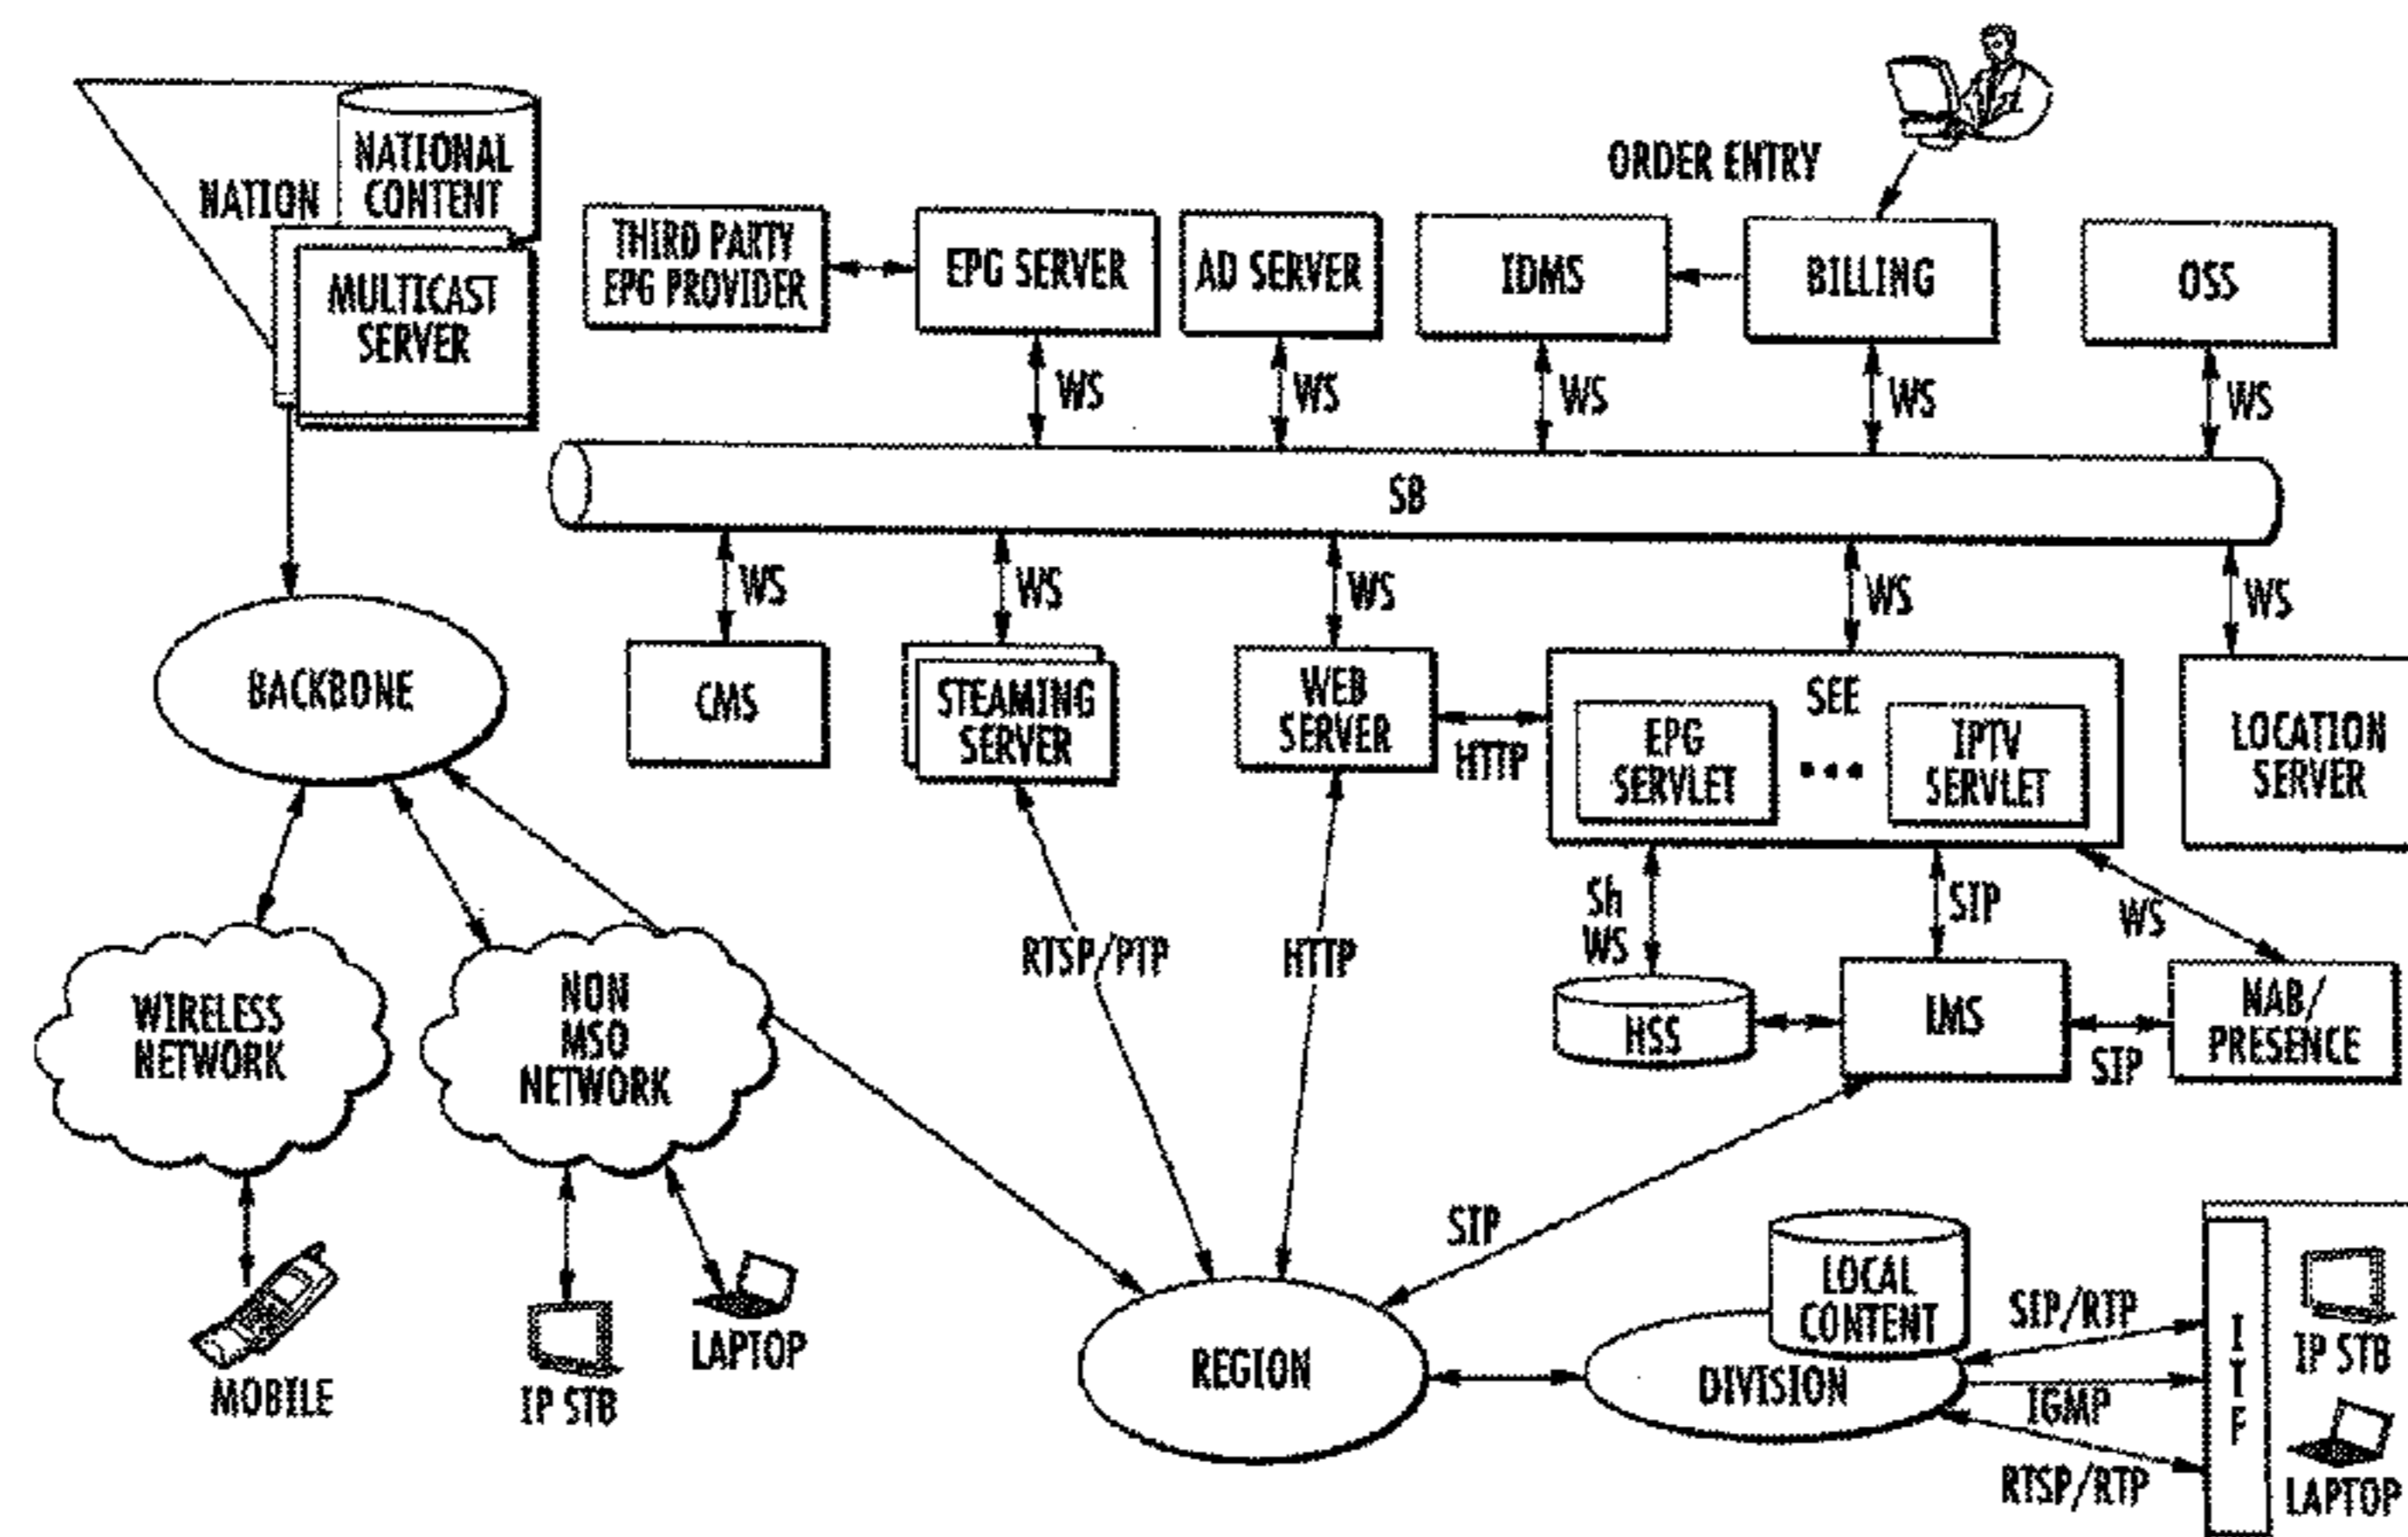 NATIONAL
CONTENT
NATION
MULTICAST
SERVER
ORDER ENTRY
THIRD PARTY
EPG PROVIDER
EPG SERVER
AD SERVER
IDMS
BILLING
OSS
WS
WS
WS
WS
WS
SB
WS
WS
WS
WS
WS
BACKBONE
CMS
STEAMING
SERVER
WEB
SERVER
HTTP
SEE
EPG
SERVLET
IPTV
SERVLET
LOCATION
SERVER
RTSP/PTP
HTTP
Sh
WS
SIP
WS
WIRELESS
NETWORK
NON
MSO
NETWORK
HSS
IMS
SIP
NAB/
PRESENCE
SIP
MOBILE
IP STB
LAPTOP
REGION
LOCAL
CONTENT
DIVISION
SIP/RTP
IGMP
RTSP/RTP
I
T
F
IP STB
LAPTOP